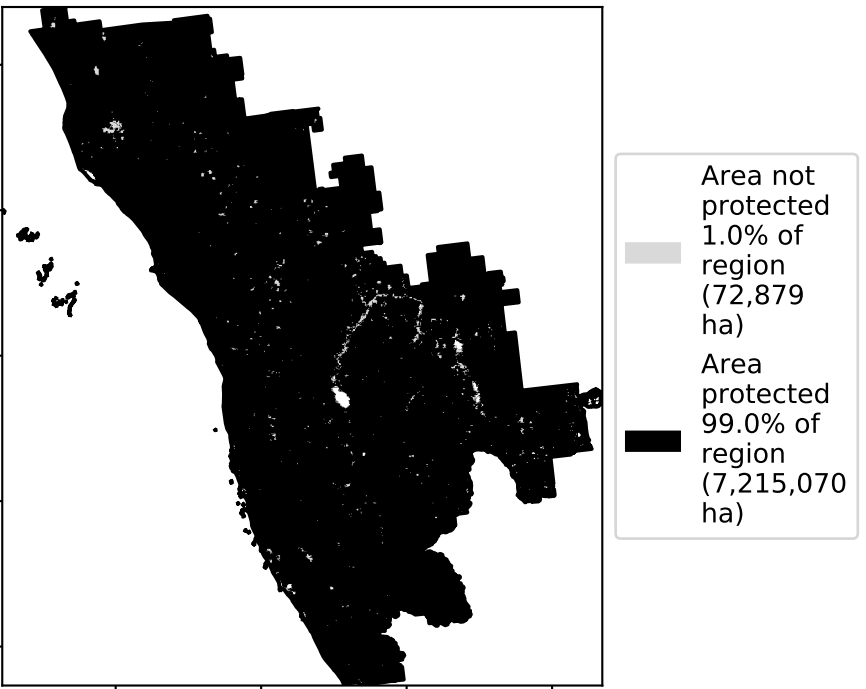 Area not
protected
1.0% of
region
(72,879
ha)
Area
protected
99.0% of
region
(7,215,070
ha)